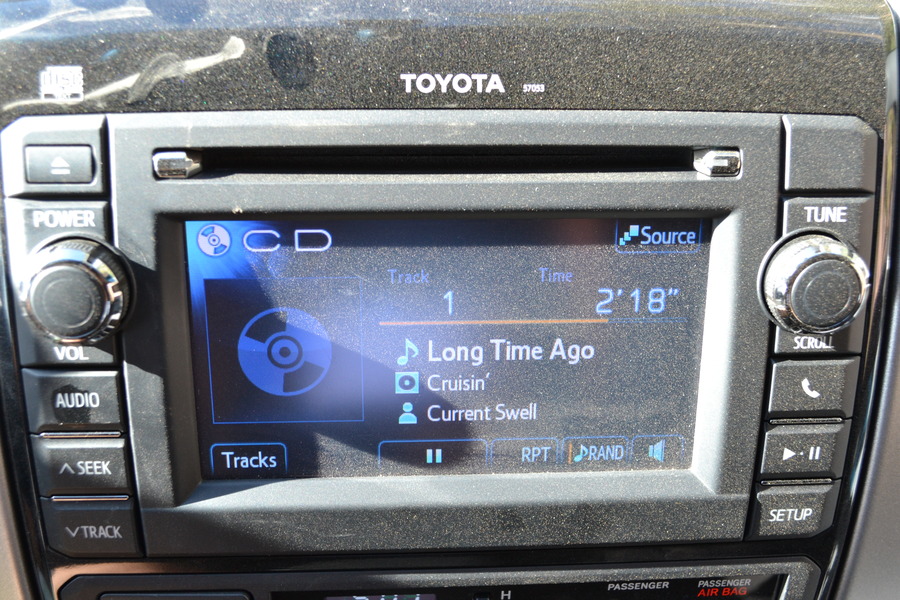 TOYOTA 57053
POWER
VOL
AUDIO
∧ SEEK
∨ TRACK
CD
Source
Track
Time
1
2'18"
Long Time Ago
Cruisin'
Current Swell
Tracks
RPT
RAND
TUNE
SCROLL
SETUP
H
PASSENGER
PASSENGER
AIR BAG